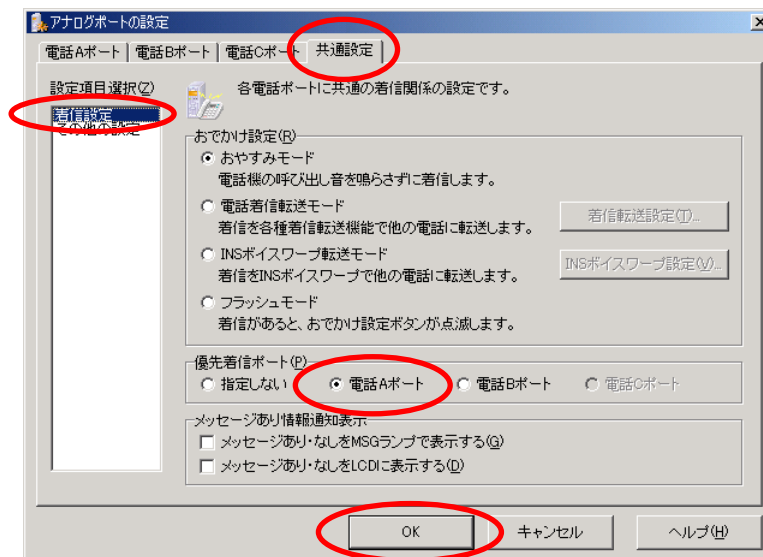 アナログポートの設定
電話Aポート 電話Bポート 電話Cポート 共通設定
設定項目選択(Z)
着信設定
その他の設定
各電話ポートに共通の着信関係の設定です。
おでかけ設定(R)
おやすみモード
電話機の呼び出し音を鳴らさずに着信します。
電話着信転送モード
着信を各種着信転送機能で他の電話に転送します。
着信転送設定(T)...
INSボイスワープ転送モード
着信をINSボイスワープで他の電話に転送します。
INSボイスワープ設定(V)...
フラッシュモード
着信があると、おでかけ設定ボタンが点滅します。
優先着信ポート(P)
指定しない 電話Aポート 電話Bポート 電話Cポート
メッセージあり情報通知表示
メッセージあり・なしをMSGランプで表示する(G)
メッセージあり・なしをLCDに表示する(D)
OK キャンセル ヘルプ(H)